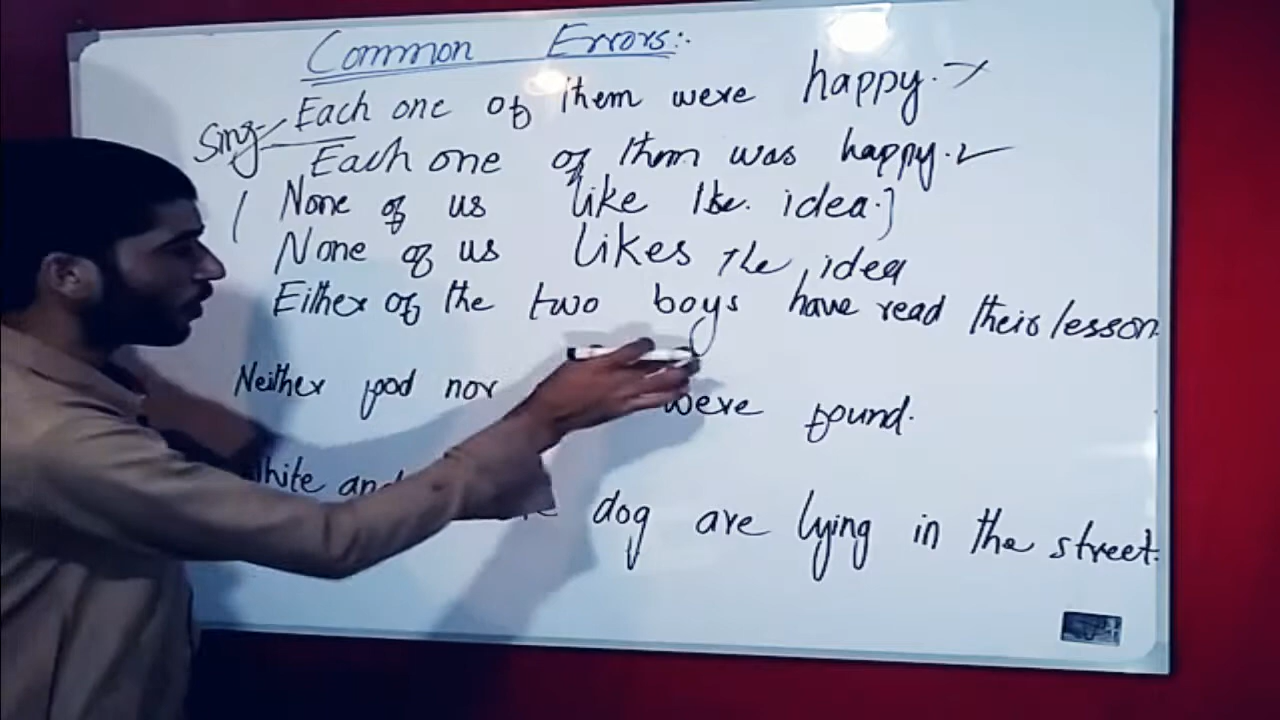 Common Errors:-
Sing- Each one of them were happy. ×
Each one of them was happy. ✓
( None of us like the idea.)
None of us likes the idea
Either of the two boys have read their lesson.
Neither food nor were found.
White and dog are lying in the street.